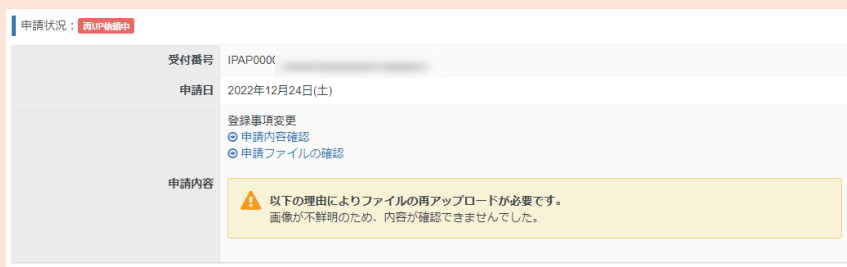 申請状況：再UP依頼中
受付番号 IPAP0000
申請日 2022年12月24日(土)
登録事項変更
申請内容確認
申請ファイルの確認
申請内容
以下の理由によりファイルの再アップロードが必要です。
画像が不鮮明のため、内容が確認できませんでした。